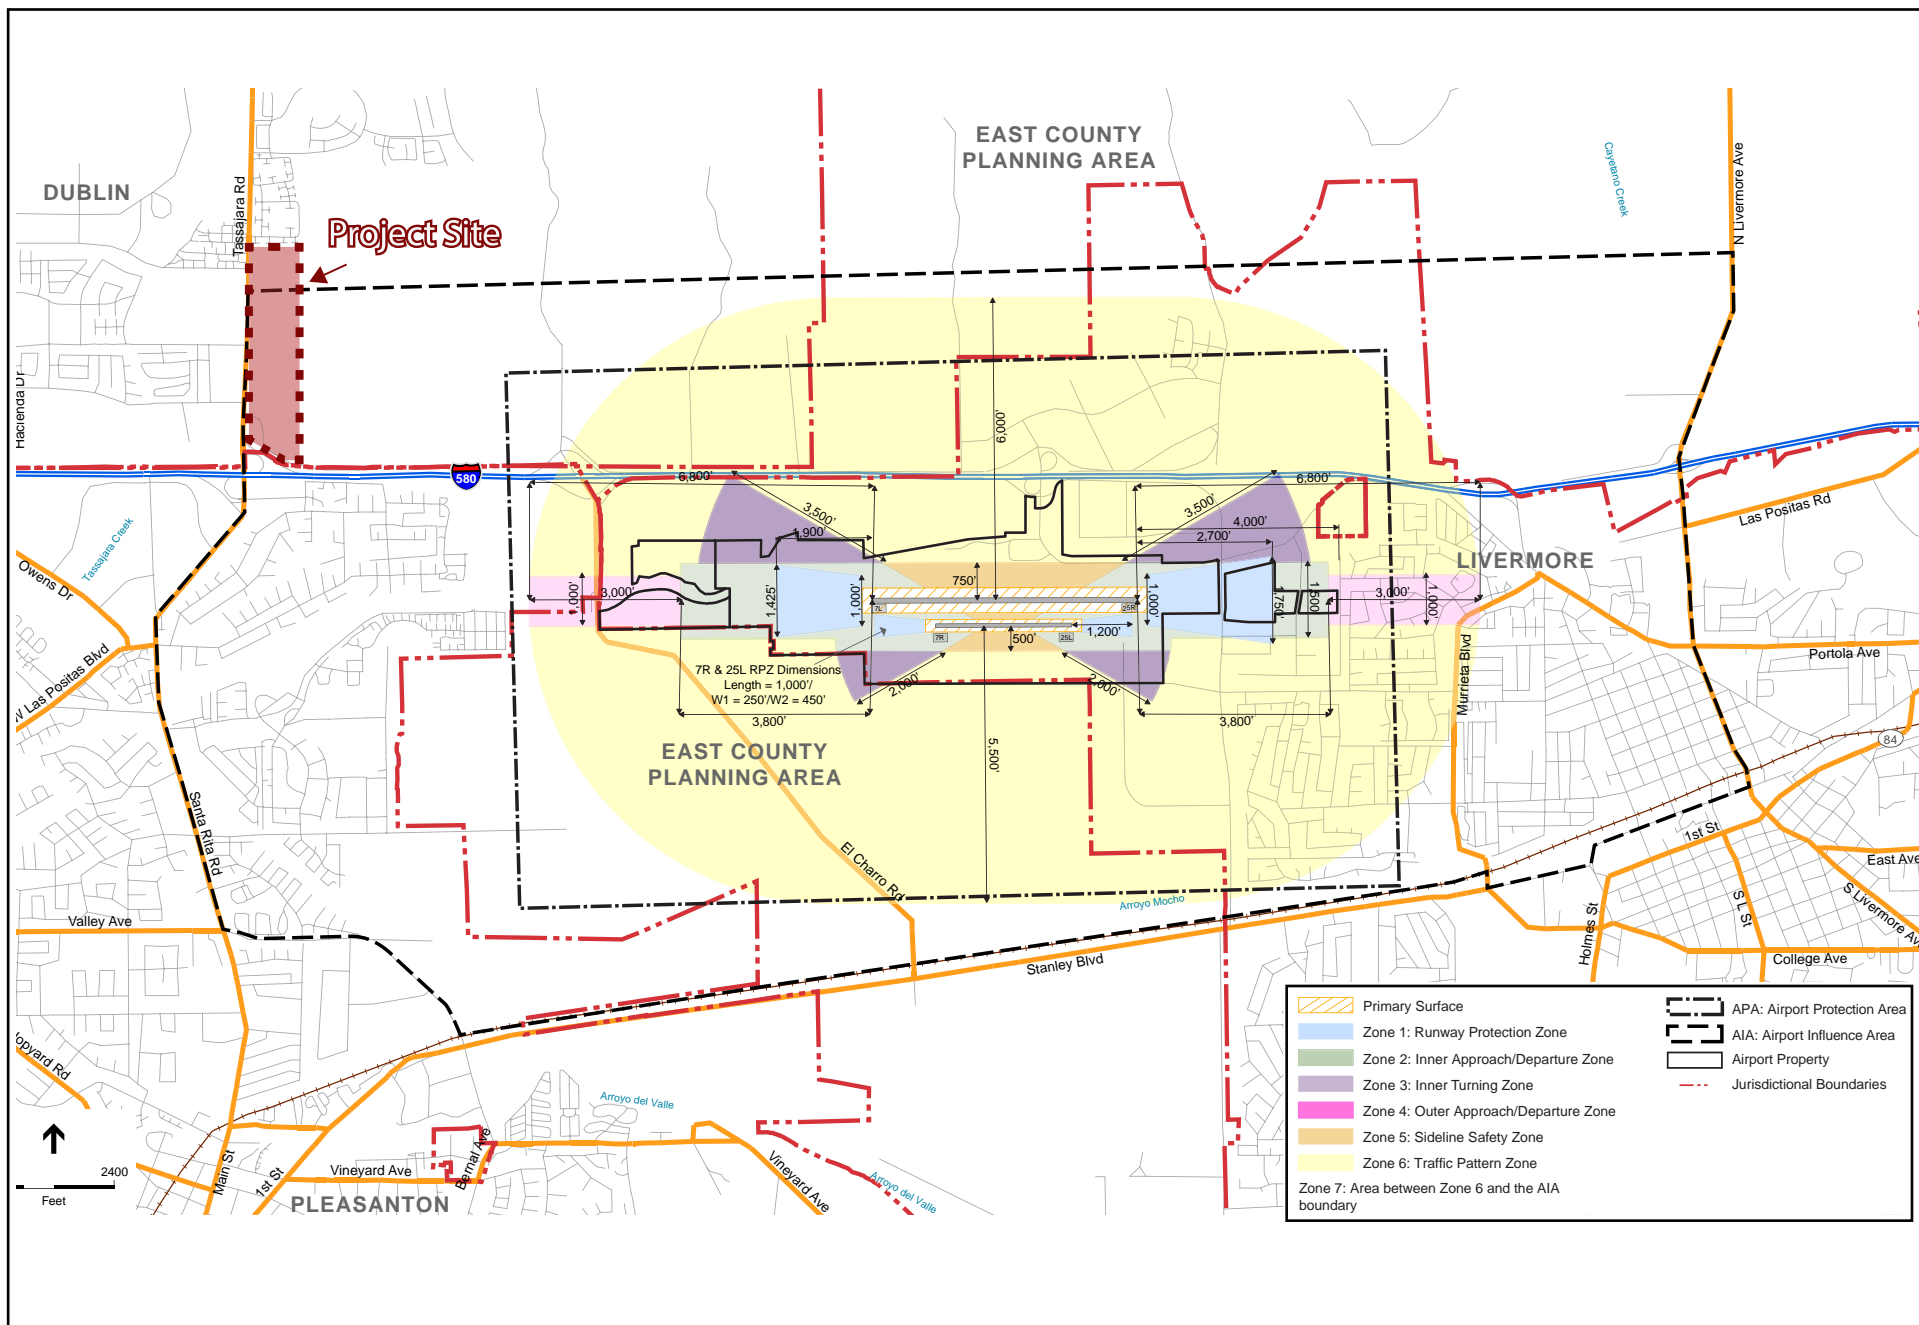 EAST COUNTY
PLANNING AREA
DUBLIN
Tassajara Rd
Project Site
Cayetano Creek
N Livermore Ave
Hacienda Dr
580
6,000'
6,800'
6,800'
3,500'
3,500'
1,900'
4,000'
2,700'
Las Positas Rd
LIVERMORE
Tassajara Creek
Owens Dr
1,000'
3,000'
1,425'
1,000'
750'
7L
25R
1,000'
1,750'
1,500'
3,000'
1,000'
7R
25L
500'
1,200'
W Las Positas Blvd
7R & 25L RPZ Dimensions
Length = 1,000'/
W1 = 250'/W2 = 450'
2,000'
2,000'
3,800'
3,800'
Murrieta Blvd
Portola Ave
84
EAST COUNTY
PLANNING AREA
5,500'
Santa Rita Rd
El Charro Rd
1st St
East Ave
S Livermore Ave
S L St
Holmes St
College Ave
Valley Ave
Arroyo Mocho
Stanley Blvd
opyard Rd
Arroyo del Valle
Arroyo del Valle
2400
Feet
Main St
1st St
Vineyard Ave
Bernal Ave
Vineyard Ave
PLEASANTON
Primary Surface
Zone 1: Runway Protection Zone
Zone 2: Inner Approach/Departure Zone
Zone 3: Inner Turning Zone
Zone 4: Outer Approach/Departure Zone
Zone 5: Sideline Safety Zone
Zone 6: Traffic Pattern Zone
Zone 7: Area between Zone 6 and the AIA
boundary
APA: Airport Protection Area
AIA: Airport Influence Area
Airport Property
Jurisdictional Boundaries